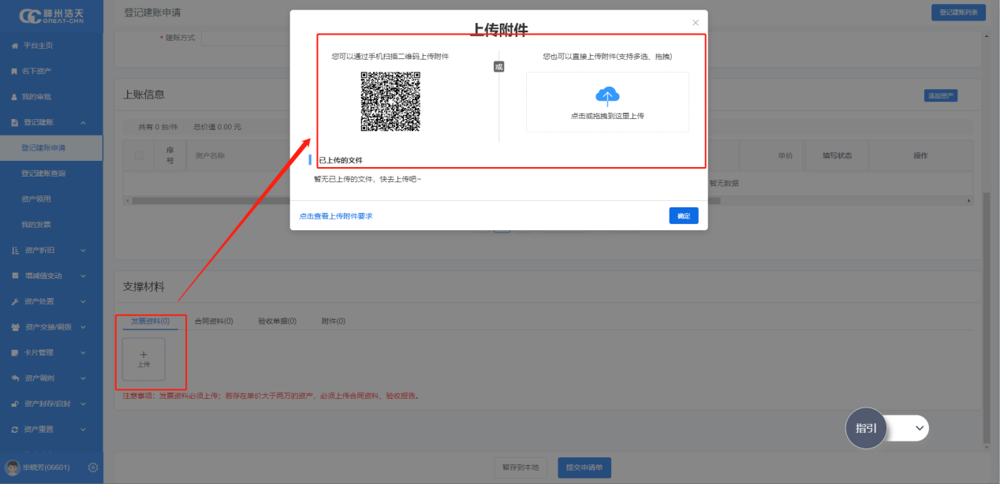 神州浩天
GREAT-CHN
平台主页
名下资产
我的审批
登记建账
登记建账申请
登记建账查询
资产领用
我的发票
资产折旧
增减值变动
资产处置
资产交接/调拨
卡片管理
资产调剂
资产封存/启封
资产重置
毕晓芳(06601)
登记建账申请
登记建账列表
* 建账方式
上账信息
添加资产
共有 0 台/件 总价值 0.00 元
序号
资产名称
单价
填写状态
操作
暂无数据
上传附件
您可以通过手机扫描二维码上传附件
或
您也可以直接上传附件(支持多选、拖拽)
点击或拖拽到这里上传
已上传的文件
暂无已上传的文件，快去上传吧~
点击查看上传附件要求
确定
支撑材料
发票资料(0) 合同资料(0) 验收单据(0) 附件(0)
+
上传
注意事项：发票资料必须上传；若存在单价大于两万的资产，必须上传合同资料、验收报告。
指引
暂存到本地
提交申请单